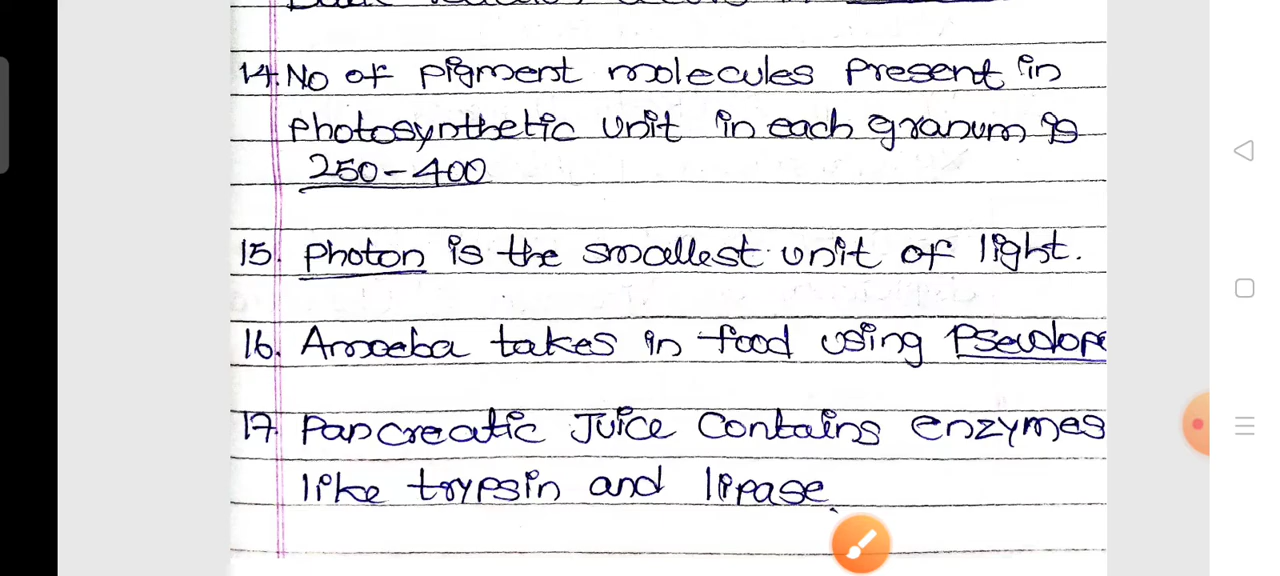 14. No of pigment molecules present in
photosynthetic unit in each granum is
250-400
15. Photon is the smallest unit of light.
16. Amoeba takes in food using Pseudop
17. Pancreatic Juice Contains enzymes
like trypsin and lipase